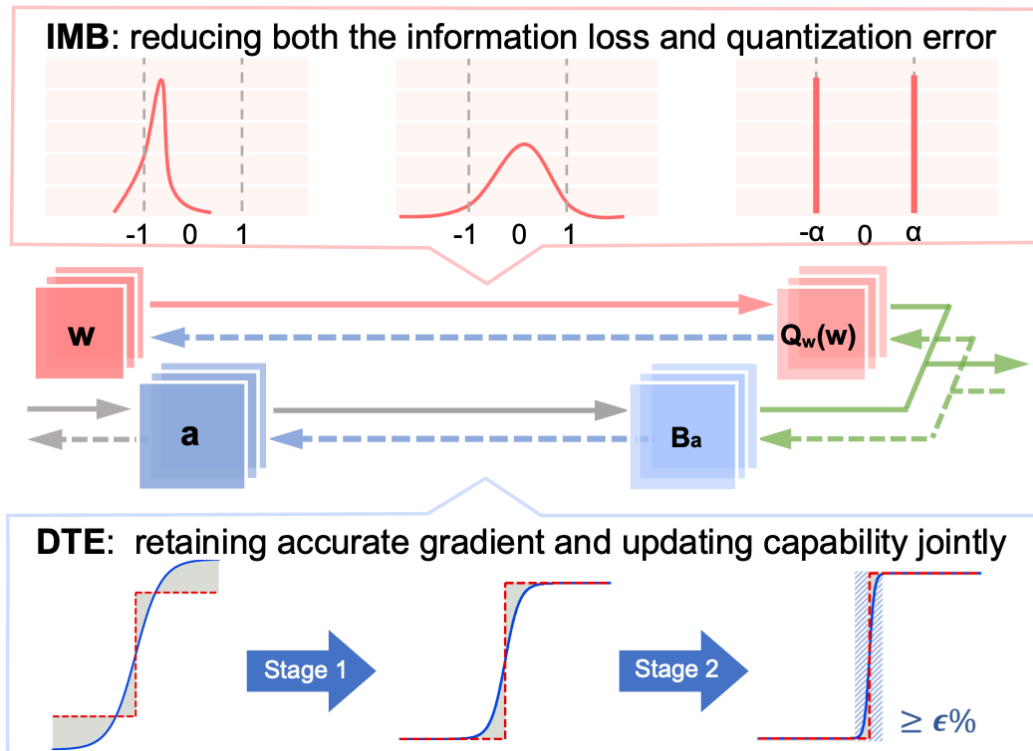 IMB: reducing both the information loss and quantization error
-1 0 1
-1 0 1
-α 0 α
w
Qw(w)
a
Ba
DTE: retaining accurate gradient and updating capability jointly
Stage 1
Stage 2
≥ ϵ%